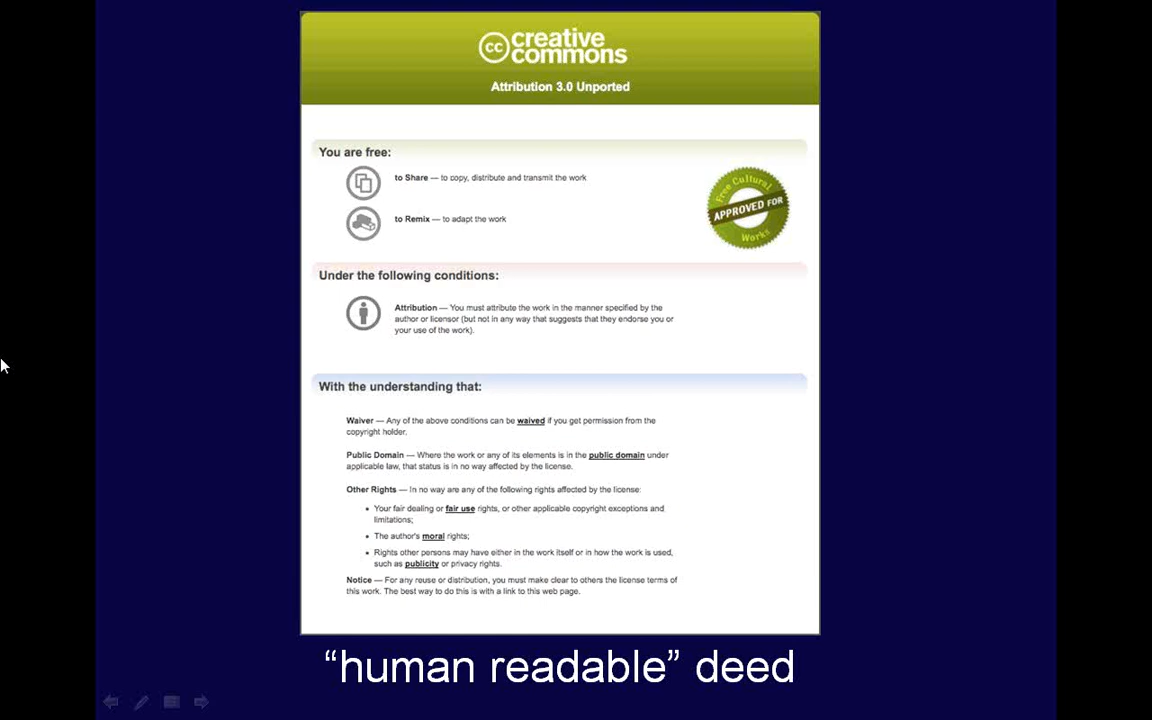 cc creative
commons
Attribution 3.0 Unported
You are free:
to Share — to copy, distribute and transmit the work
to Remix — to adapt the work
Free Cultural
APPROVED FOR
Works
Under the following conditions:
Attribution — You must attribute the work in the manner specified by the
author or licensor (but not in any way that suggests that they endorse you or
your use of the work).
With the understanding that:
Waiver — Any of the above conditions can be waived if you get permission from the
copyright holder.
Public Domain — Where the work or any of its elements is in the public domain under
applicable law, that status is in no way affected by the license.
Other Rights — In no way are any of the following rights affected by the license:
• Your fair dealing or fair use rights, or other applicable copyright exceptions and
limitations;
• The author's moral rights;
• Rights other persons may have either in the work itself or in how the work is used,
such as publicity or privacy rights.
Notice — For any reuse or distribution, you must make clear to others the license terms of
this work. The best way to do this is with a link to this web page.
“human readable” deed